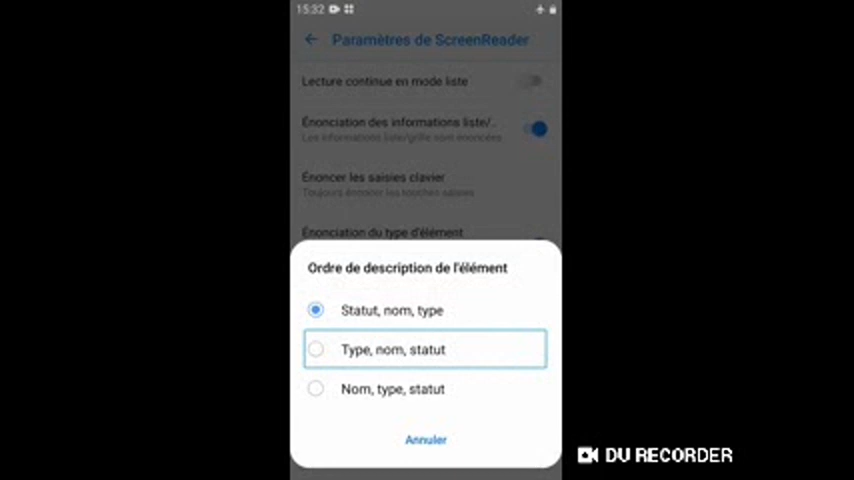 15:32
Paramètres de ScreenReader
Lecture continue en mode liste
Énonciation des informations liste/..
Les informations liste/grille sont énoncées
Énoncer les saisies clavier
Toujours énoncer les touches saisies
Énonciation du type d'élément
Ordre de description de l'élément
Statut, nom, type
Type, nom, statut
Nom, type, statut
Annuler
DU RECORDER